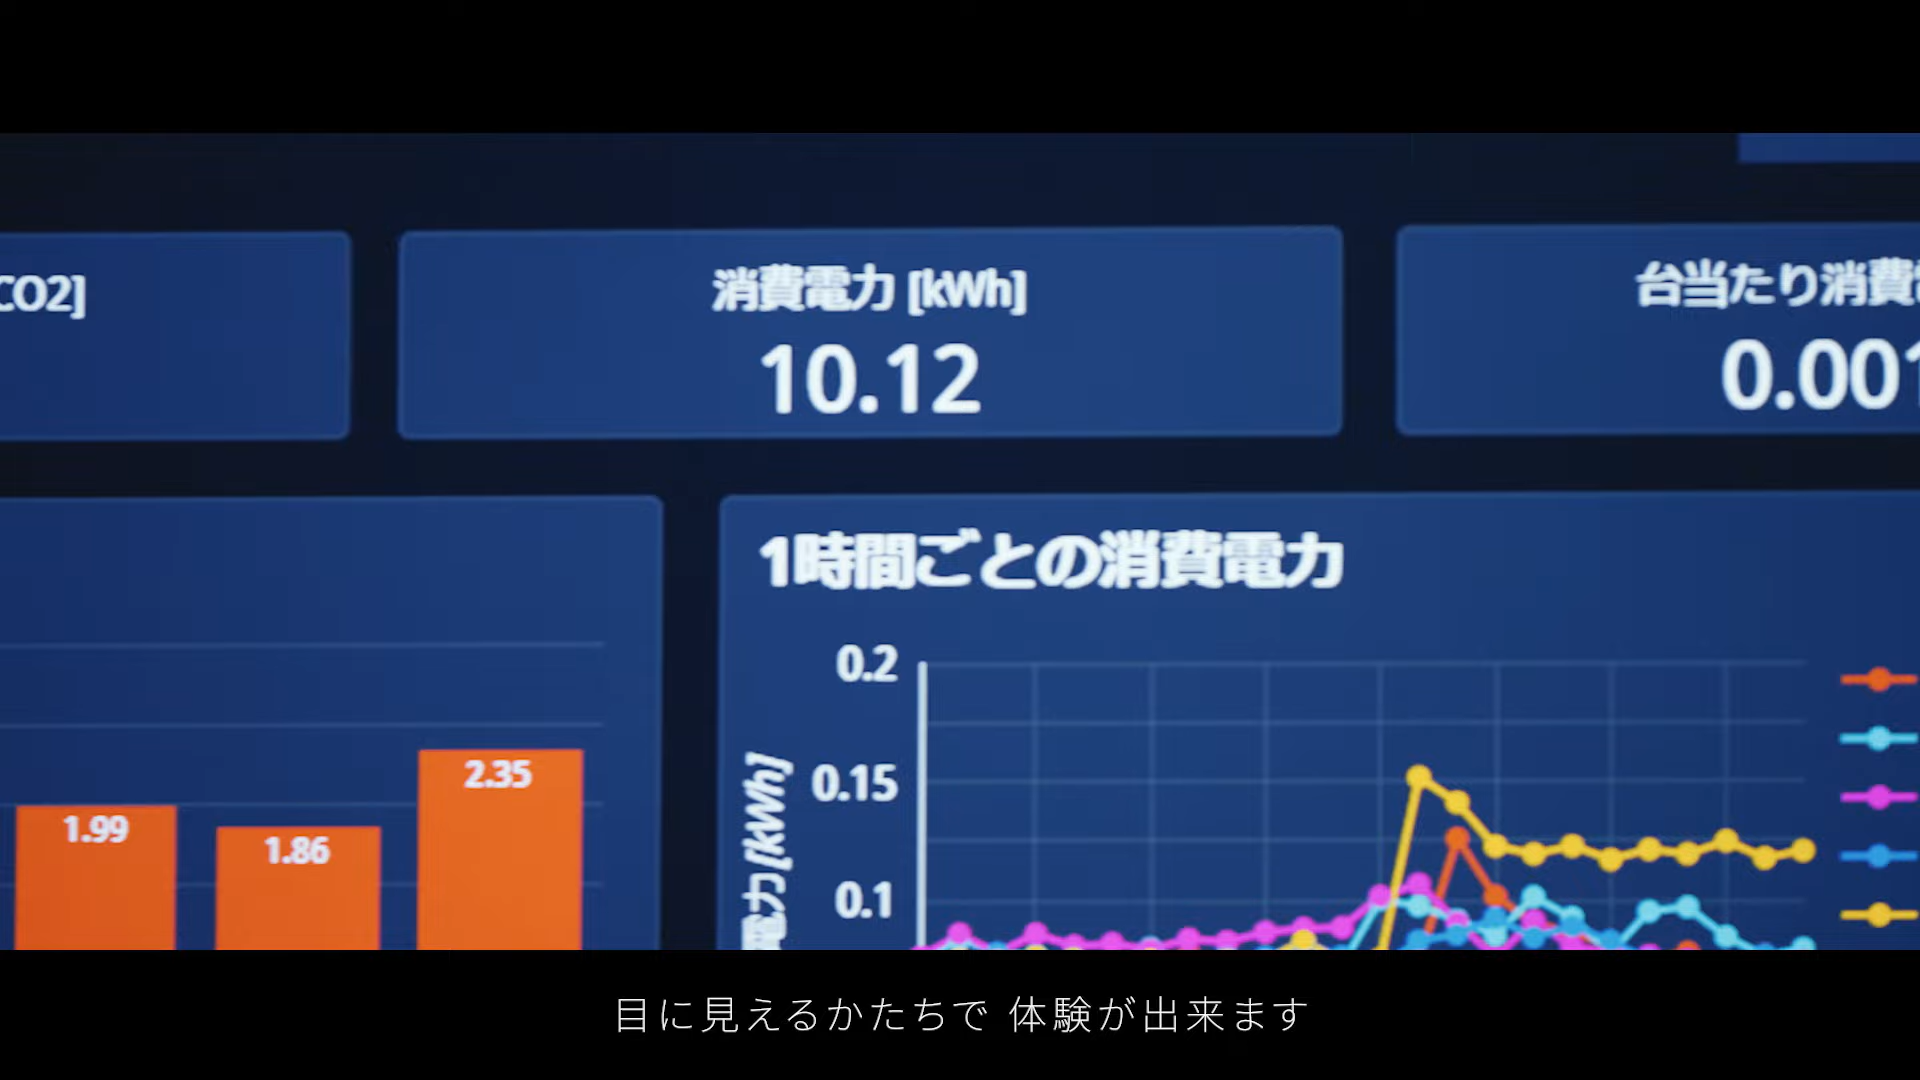 CO2]
消費電力 [kWh]
10.12
台当たり消費
0.001
1時間ごとの消費電力
0.2
0.15
0.1
電力[kWh]
1.99
1.86
2.35
目に見えるかたちで 体験が出来ます